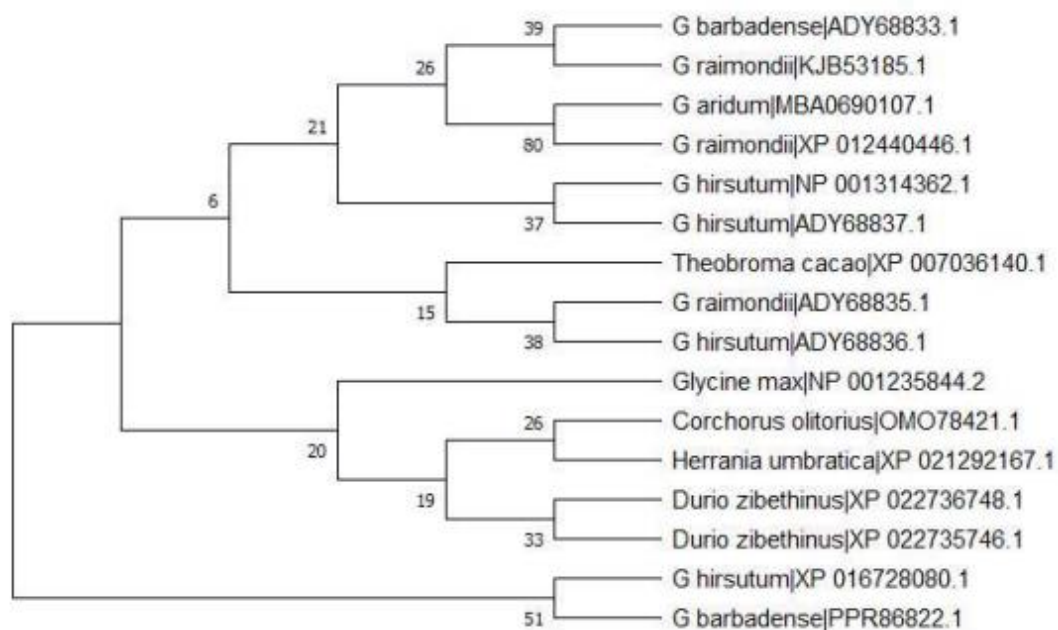 39
G barbadense|ADY68833.1
G raimondii|KJB53185.1
26
G aridum|MBA0690107.1
80
G raimondii|XP 012440446.1
21
G hirsutum|NP 001314362.1
37
G hirsutum|ADY68837.1
6
Theobroma cacao|XP 007036140.1
15
G raimondii|ADY68835.1
38
G hirsutum|ADY68836.1
Glycine max|NP 001235844.2
20
26
Corchorus olitorius|OMO78421.1
Herrania umbratica|XP 021292167.1
19
Durio zibethinus|XP 022736748.1
33
Durio zibethinus|XP 022735746.1
G hirsutum|XP 016728080.1
51
G barbadense|PPR86822.1